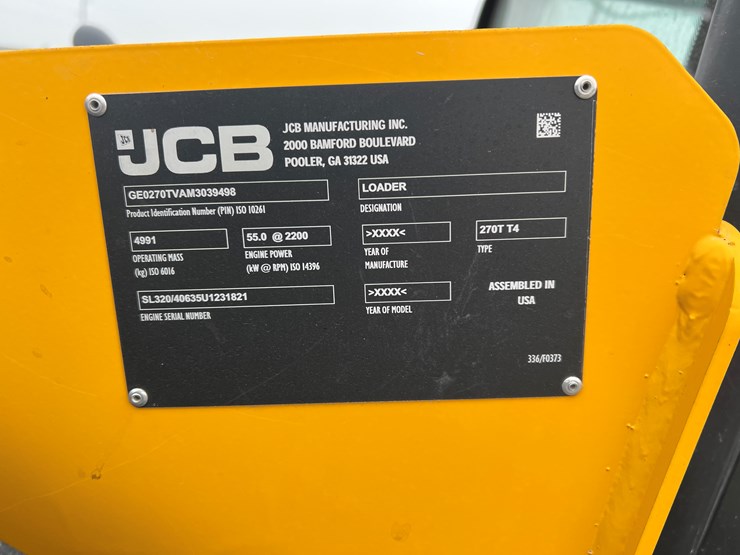 JCB
JCB MANUFACTURING INC.
2000 BAMFORD BOULEVARD
POOLER, GA 31322 USA
GE0270TVAM3039498
Product Identification Number (PIN) ISO 10261
LOADER
DESIGNATION
4991
OPERATING MASS
(kg) ISO 6016
55.0 @ 2200
ENGINE POWER
(kW @ RPM) ISO 14396
>XXXX<
YEAR OF
MANUFACTURE
270T T4
TYPE
SL320/40635U1231821
ENGINE SERIAL NUMBER
>XXXX<
YEAR OF MODEL
ASSEMBLED IN
USA
336/F0373